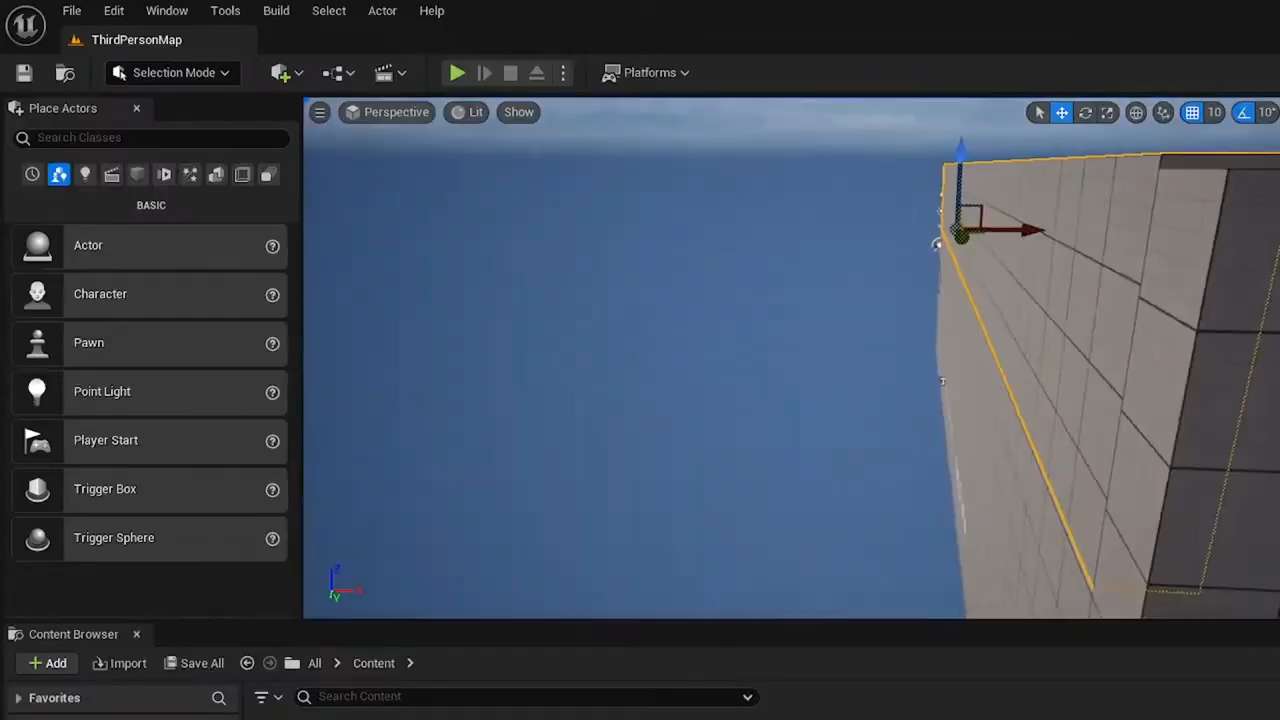 File Edit Window Tools Build Select Actor Help
ThirdPersonMap
Selection Mode Platforms
Place Actors
Perspective Lit Show 10 10°
Search Classes
BASIC
Actor
Character
Pawn
Point Light
Player Start
Trigger Box
Trigger Sphere
Z
X
Y
Content Browser
Add Import Save All All Content
Favorites Search Content